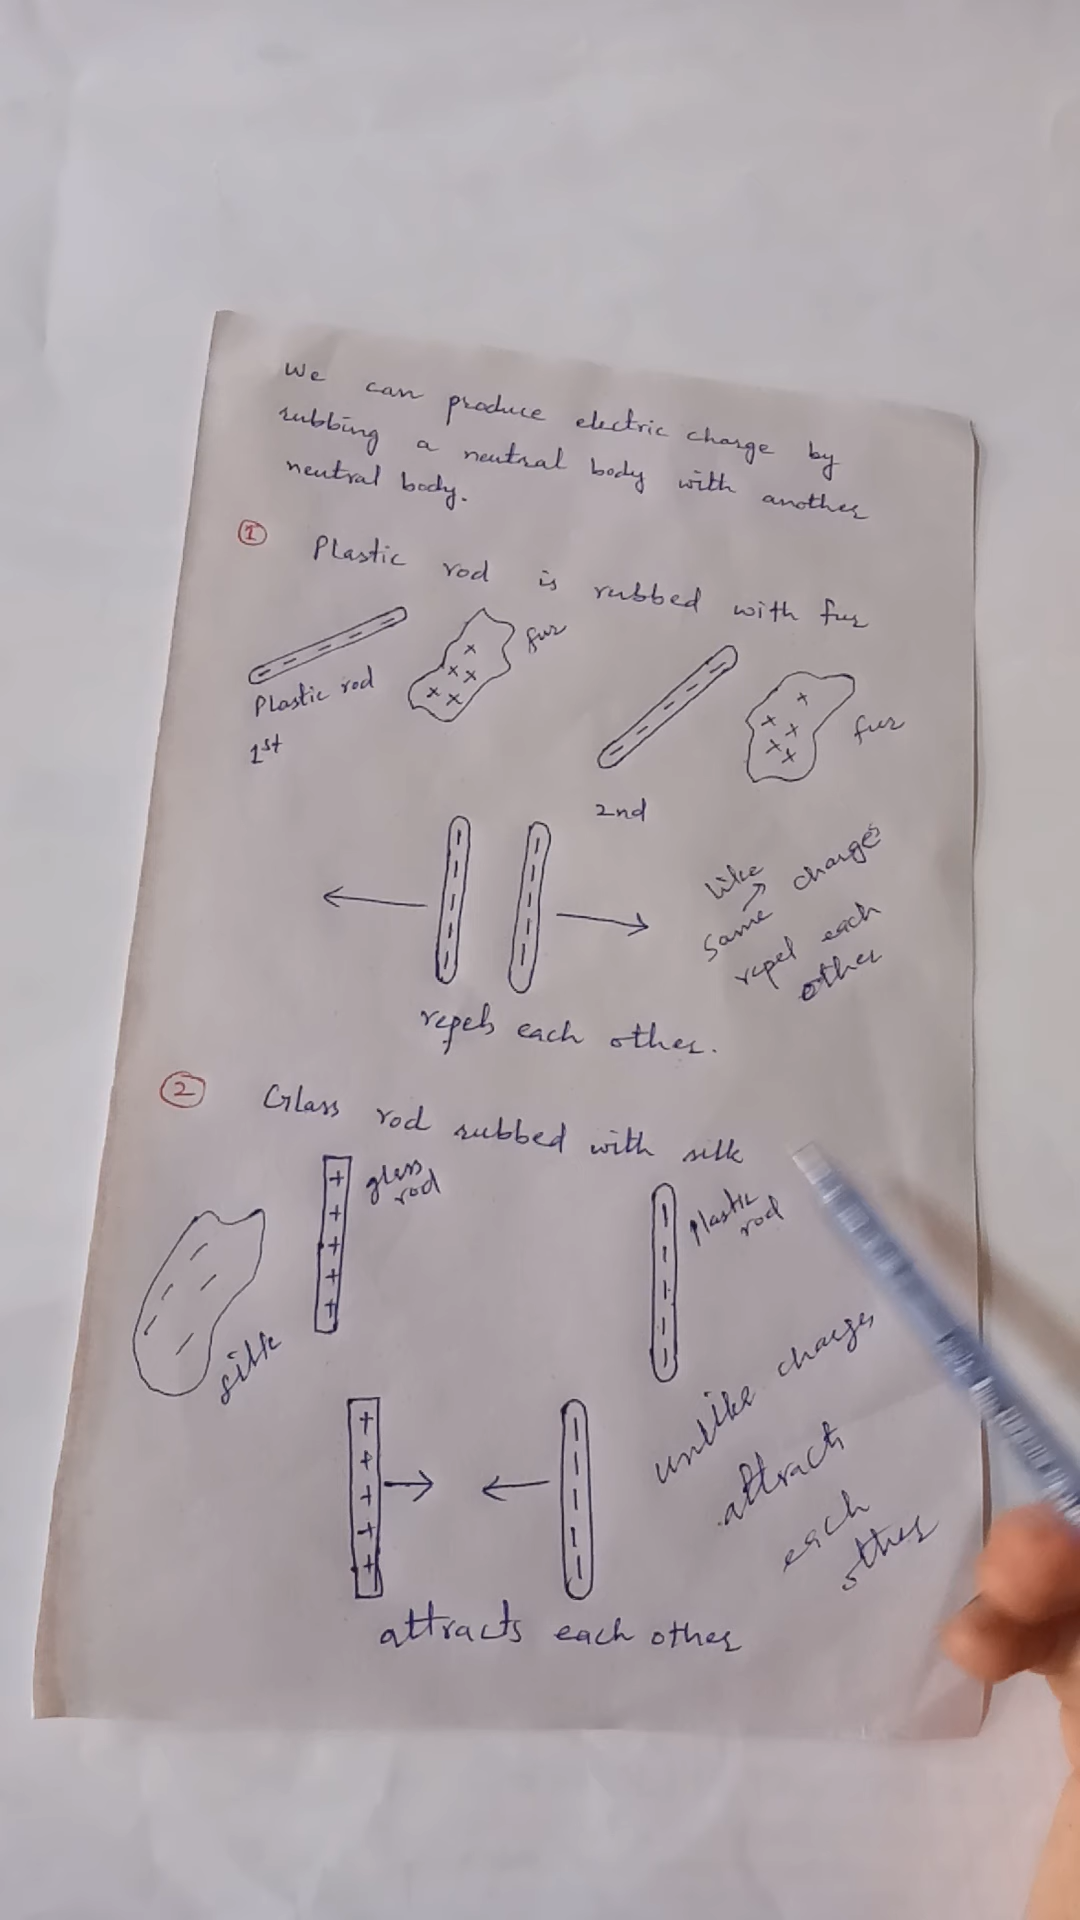 We can produce electric charge by
rubbing a neutral body with another
neutral body.
① Plastic rod is rubbed with fur
fur
Plastic rod
1st
fur
2nd
like
same → charges
repel each
other
repels each other.
② Glass rod rubbed with silk
glass
rod
plastic
rod
silk
unlike charges
attracts
each
other
attracts each other